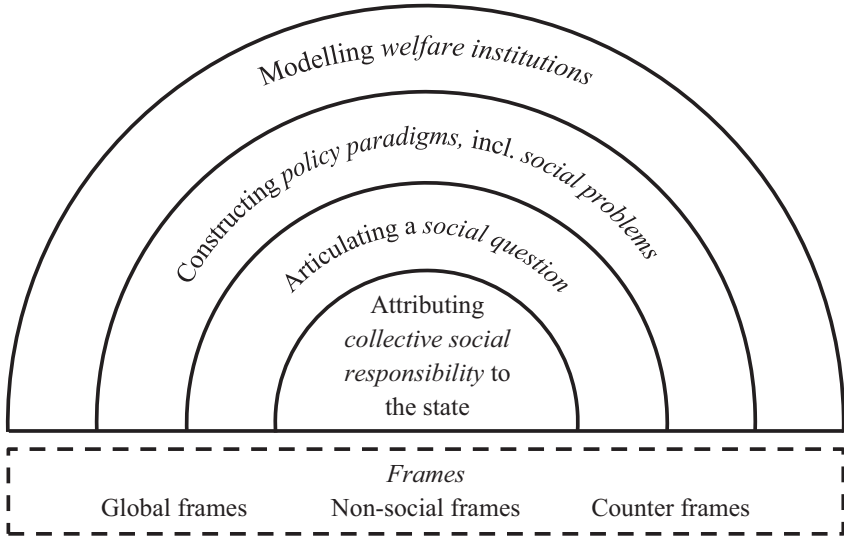 Modelling welfare institutions
Constructing policy paradigms, incl. social problems
Articulating a social question
Attributing
collective social
responsibility to
the state
Frames
Global frames Non-social frames Counter frames